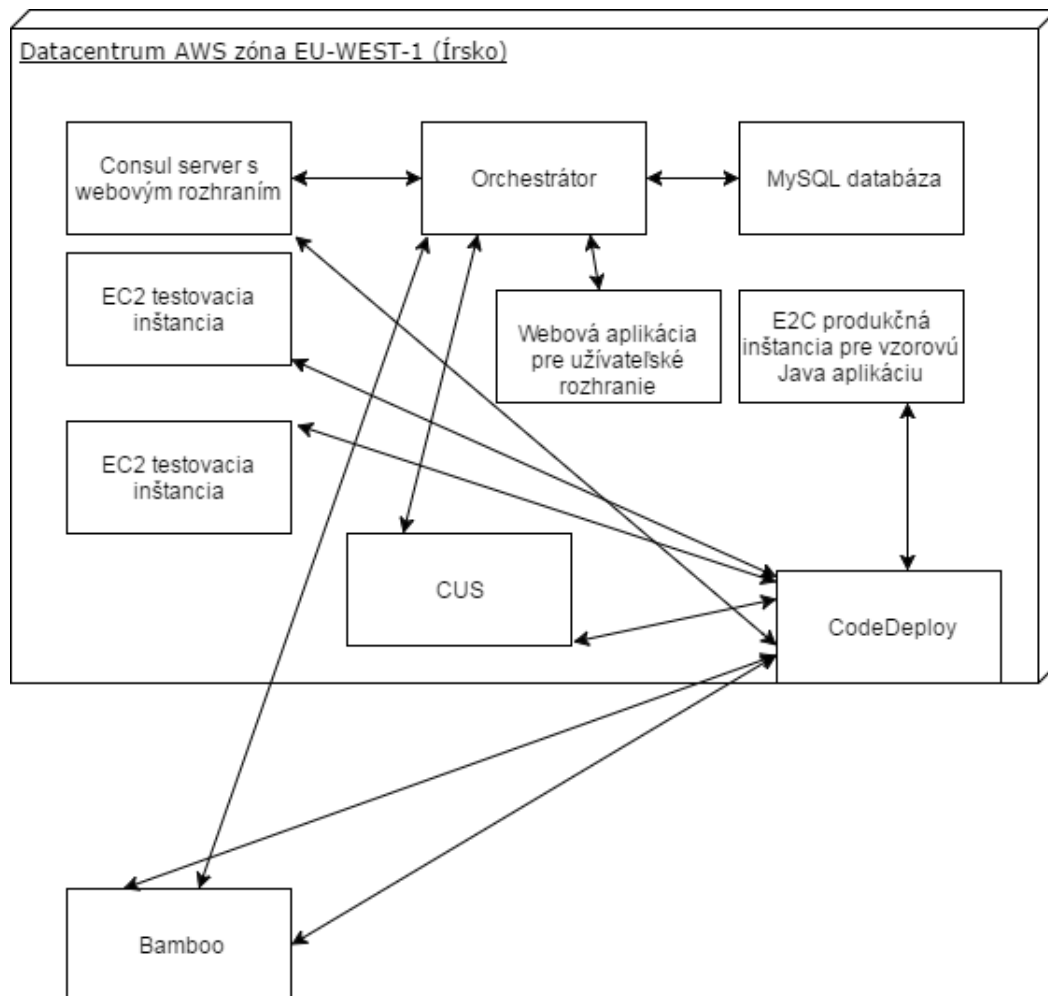 Datacentrum AWS zóna EU-WEST-1 (Írsko)
Consul server s
webovým rozhraním
Orchestrátor
MySQL databáza
EC2 testovacia
inštancia
Webová aplikácia
pre užívateľské
rozhranie
E2C produkčná
inštancia pre vzorovú
Java aplikáciu
EC2 testovacia
inštancia
CUS
CodeDeploy
Bamboo